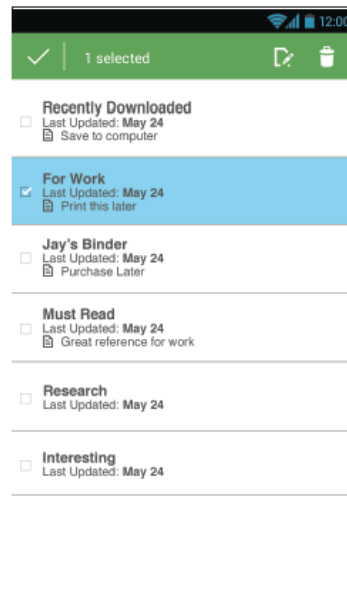 12:00
1 selected
Recently Downloaded
Last Updated: May 24
Save to computer
For Work
Last Updated: May 24
Print this later
Jay's Binder
Last Updated: May 24
Purchase Later
Must Read
Last Updated: May 24
Great reference for work
Research
Last Updated: May 24
Interesting
Last Updated: May 24